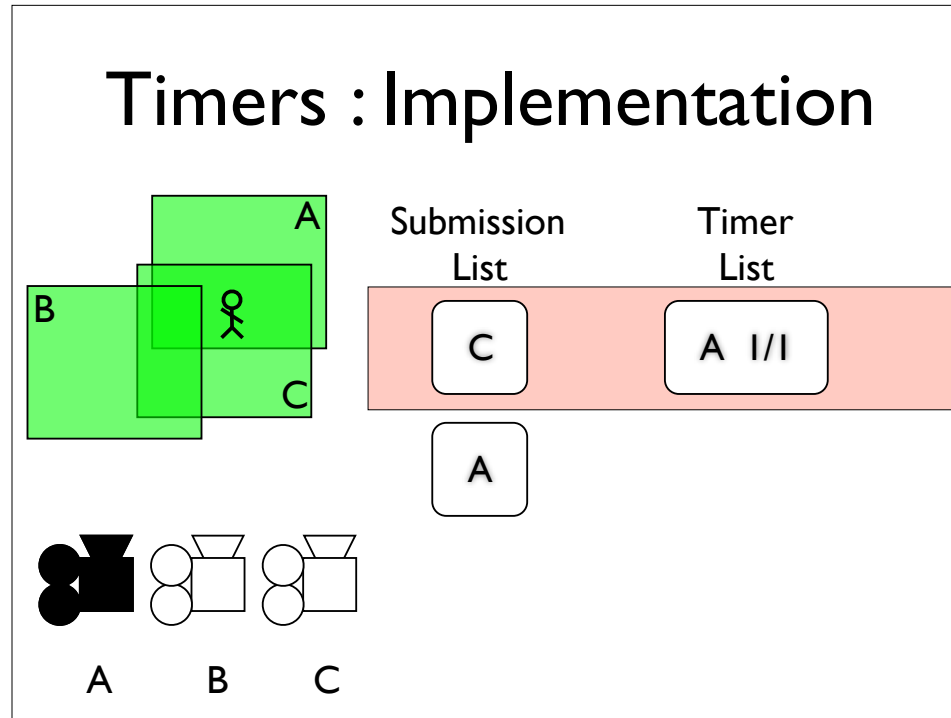 Timers : Implementation
A
B
C
Submission List
Timer List
C
A 1/1
A
A B C